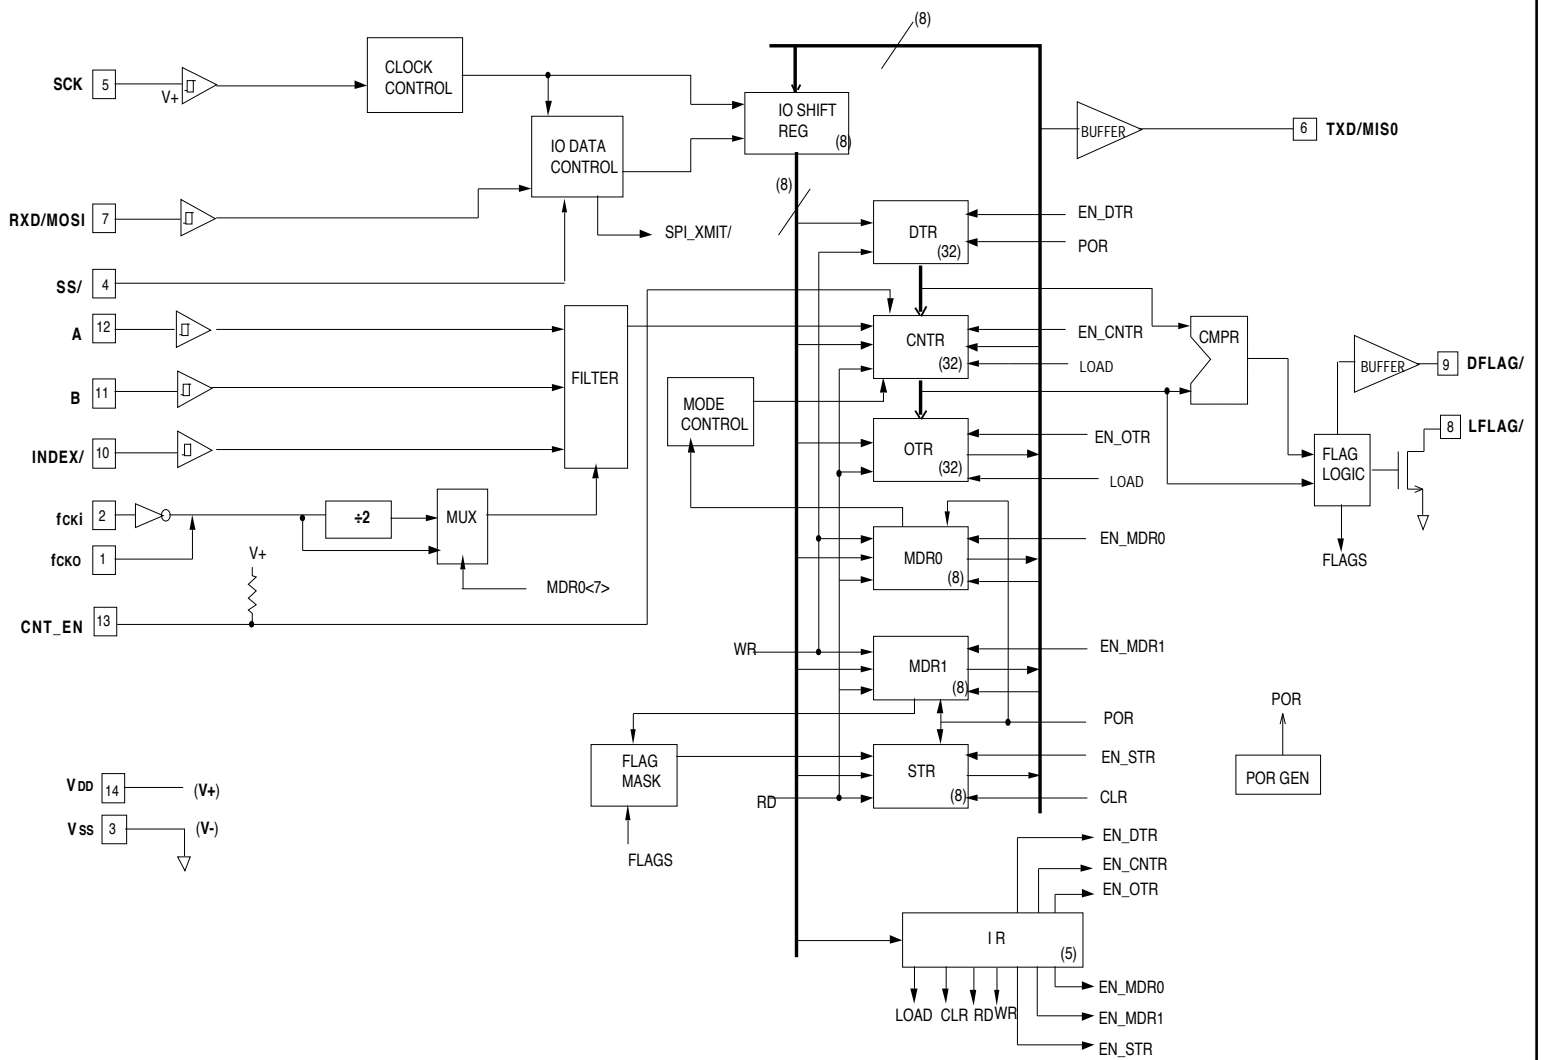 (8)
SCK 5
V+
CLOCK
CONTROL
IO SHIFT
REG
(8)
BUFFER
6 TXD/MIS0
IO DATA
CONTROL
(8)
RXD/MOSI 7
SPI_XMIT/
DTR
(32)
EN_DTR
POR
SS/ 4
A 12
B 11
INDEX/ 10
FILTER
CNTR
(32)
EN_CNTR
LOAD
CMPR
BUFFER
9 DFLAG/
MODE
CONTROL
OTR
(32)
EN_OTR
LOAD
FLAG
LOGIC
8 LFLAG/
FLAGS
fCKi 2
fCKO 1
÷2
MUX
MDR0<7>
V+
CNT_EN 13
MDR0
(8)
EN_MDR0
WR
MDR1
(8)
EN_MDR1
POR
FLAG
MASK
FLAGS
STR
(8)
EN_STR
RD
CLR
POR
POR GEN
VDD 14 (V+)
VSS 3 (V-)
EN_DTR
EN_CNTR
EN_OTR
I R
(5)
LOAD CLR RD WR
EN_MDR0
EN_MDR1
EN_STR